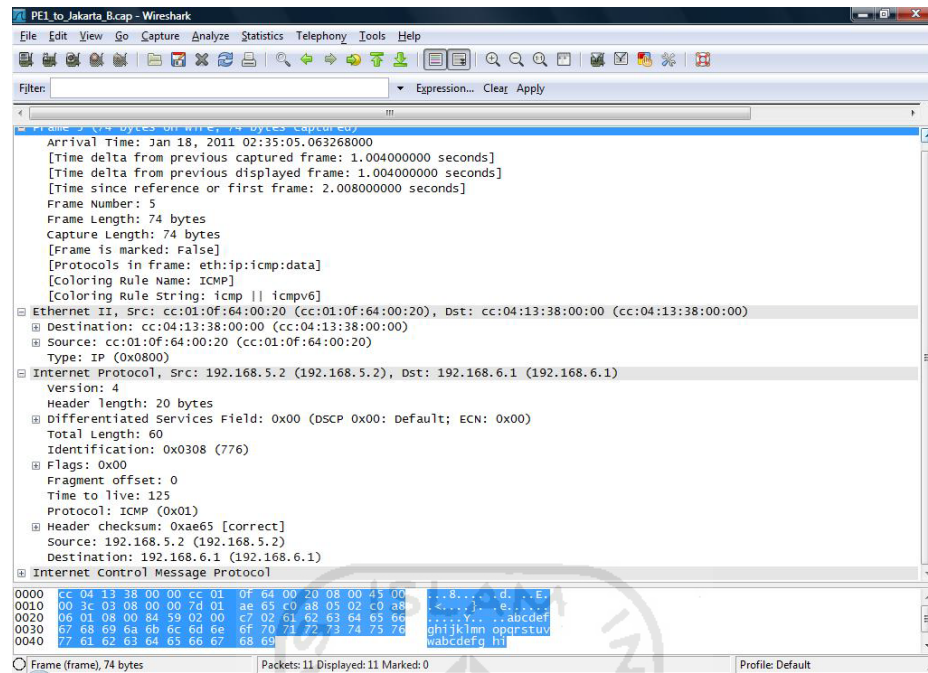 PE1_to_Jakarta_B.cap - Wireshark
File Edit View Go Capture Analyze Statistics Telephony Tools Help
Filter: Expression... Clear Apply
Frame 5 (74 bytes on wire, 74 bytes captured)
Arrival Time: Jan 18, 2011 02:35:05.063268000
[Time delta from previous captured frame: 1.004000000 seconds]
[Time delta from previous displayed frame: 1.004000000 seconds]
[Time since reference or first frame: 2.008000000 seconds]
Frame Number: 5
Frame Length: 74 bytes
Capture Length: 74 bytes
[Frame is marked: False]
[Protocols in frame: eth:ip:icmp:data]
[Coloring Rule Name: ICMP]
[Coloring Rule String: icmp || icmpv6]
Ethernet II, Src: cc:01:0f:64:00:20 (cc:01:0f:64:00:20), Dst: cc:04:13:38:00:00 (cc:04:13:38:00:00)
Destination: cc:04:13:38:00:00 (cc:04:13:38:00:00)
Source: cc:01:0f:64:00:20 (cc:01:0f:64:00:20)
Type: IP (0x0800)
Internet Protocol, Src: 192.168.5.2 (192.168.5.2), Dst: 192.168.6.1 (192.168.6.1)
Version: 4
Header length: 20 bytes
Differentiated Services Field: 0x00 (DSCP 0x00: Default; ECN: 0x00)
Total Length: 60
Identification: 0x0308 (776)
Flags: 0x00
Fragment offset: 0
Time to live: 125
Protocol: ICMP (0x01)
Header checksum: 0xae65 [correct]
Source: 192.168.5.2 (192.168.5.2)
Destination: 192.168.6.1 (192.168.6.1)
Internet Control Message Protocol
ISLAM
0000 cc 04 13 38 00 00 cc 01 0f 64 00 20 08 00 45 00 ...8.... .d. ..E.
0010 00 3c 03 08 00 00 7d 01 ae 65 c0 a8 05 02 c0 a8 .<....}. .e......
0020 06 01 08 00 84 59 02 00 c7 02 61 62 63 64 65 66 .....Y.. ..abcdef
0030 67 68 69 6a 6b 6c 6d 6e 6f 70 71 72 73 74 75 76 ghijklmn opqrstuv
0040 77 61 62 63 64 65 66 67 68 69 wabcdefg hi
Frame (frame), 74 bytes Packets: 11 Displayed: 11 Marked: 0 Profile: Default